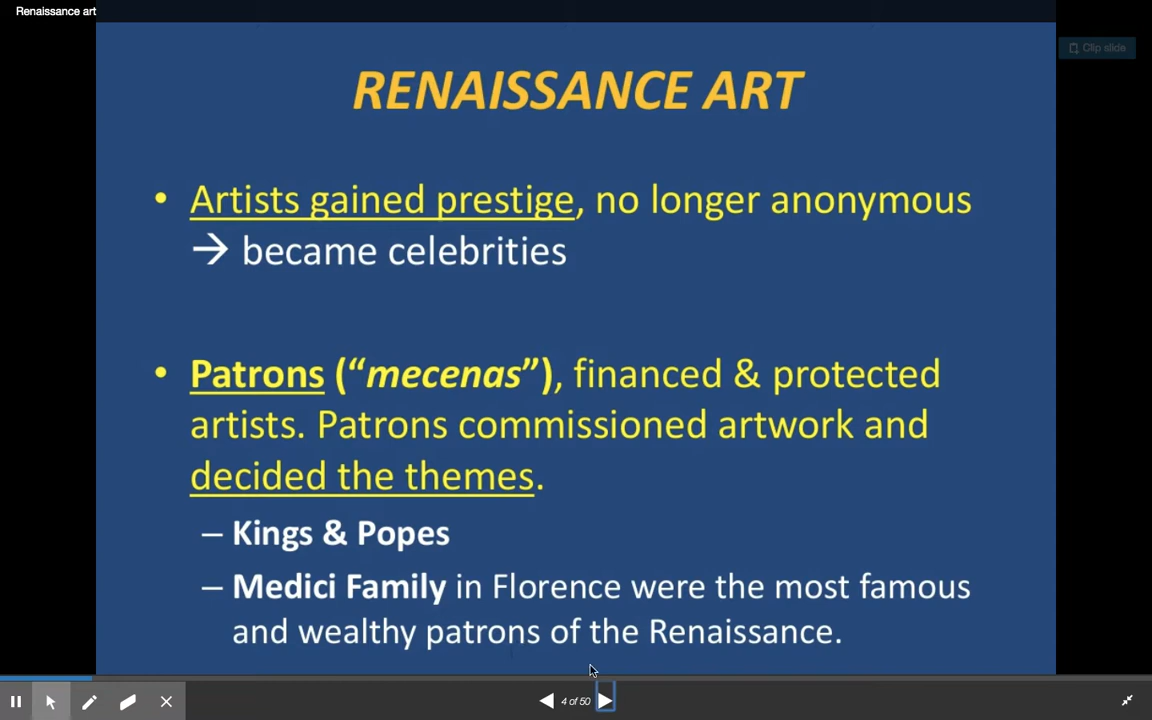 Renaissance art
Clip slide
RENAISSANCE ART
• Artists gained prestige, no longer anonymous
→ became celebrities
• Patrons (“mecenas”), financed & protected
artists. Patrons commissioned artwork and
decided the themes.
– Kings & Popes
– Medici Family in Florence were the most famous
and wealthy patrons of the Renaissance.
4 of 50